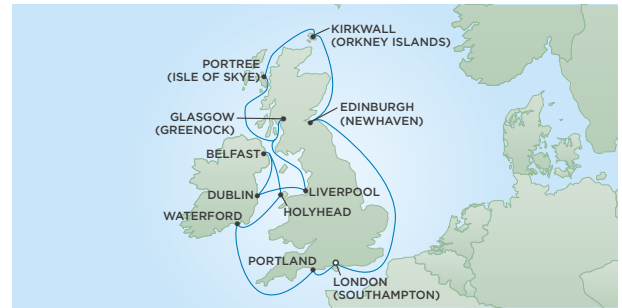 KIRKWALL
(ORKNEY ISLANDS)
PORTREE
(ISLE OF SKYE)
GLASGOW
(GREENOCK)
EDINBURGH
(NEWHAVEN)
BELFAST
DUBLIN
LIVERPOOL
HOLYHEAD
WATERFORD
PORTLAND
LONDON
(SOUTHAMPTON)